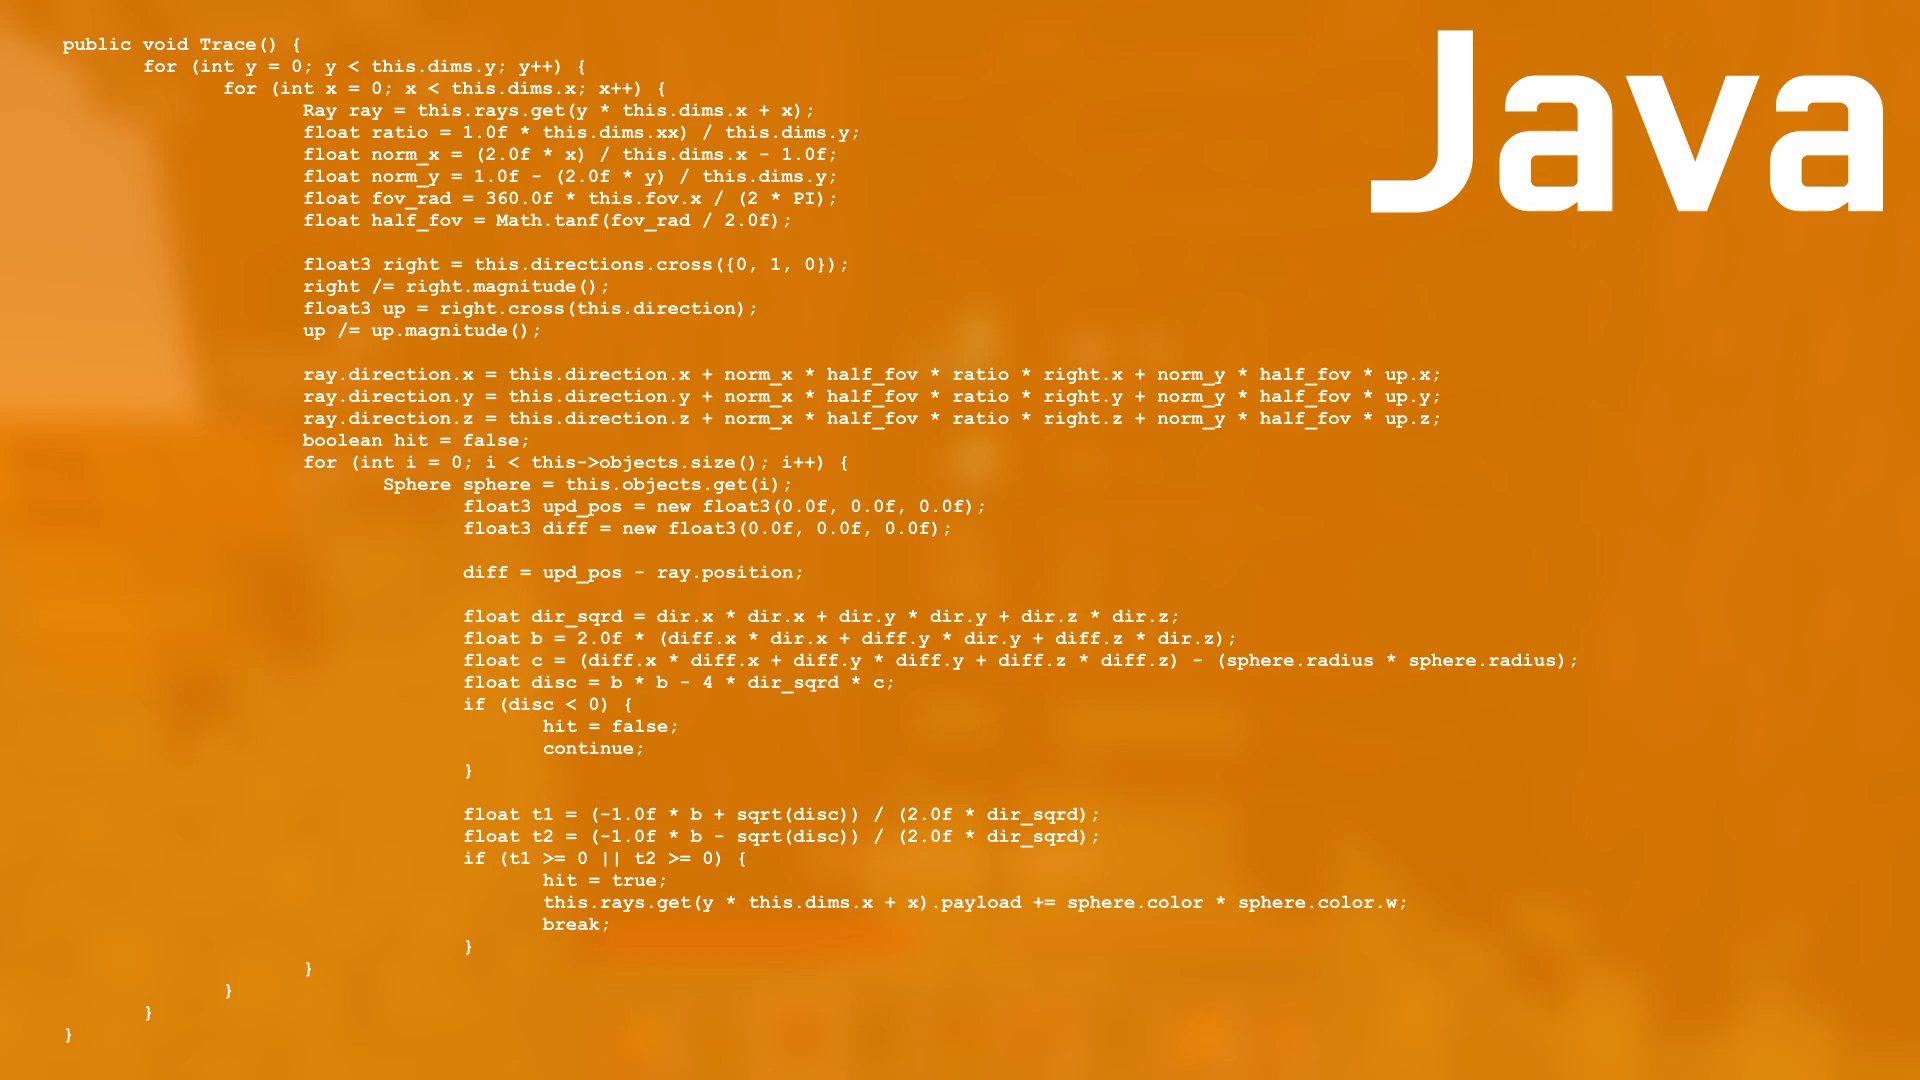 Java
public void Trace() {
for (int y = 0; y < this.dims.y; y++) {
for (int x = 0; x < this.dims.x; x++) {
Ray ray = this.rays.get(y * this.dims.x + x);
float ratio = 1.0f * this.dims.xx) / this.dims.y;
float norm_x = (2.0f * x) / this.dims.x - 1.0f;
float norm_y = 1.0f - (2.0f * y) / this.dims.y;
float fov_rad = 360.0f * this.fov.x / (2 * PI);
float half_fov = Math.tanf(fov_rad / 2.0f);
float3 right = this.directions.cross({0, 1, 0});
right /= right.magnitude();
float3 up = right.cross(this.direction);
up /= up.magnitude();
ray.direction.x = this.direction.x + norm_x * half_fov * ratio * right.x + norm_y * half_fov * up.x;
ray.direction.y = this.direction.y + norm_x * half_fov * ratio * right.y + norm_y * half_fov * up.y;
ray.direction.z = this.direction.z + norm_x * half_fov * ratio * right.z + norm_y * half_fov * up.z;
boolean hit = false;
for (int i = 0; i < this->objects.size(); i++) {
Sphere sphere = this.objects.get(i);
float3 upd_pos = new float3(0.0f, 0.0f, 0.0f);
float3 diff = new float3(0.0f, 0.0f, 0.0f);
diff = upd_pos - ray.position;
float dir_sqrd = dir.x * dir.x + dir.y * dir.y + dir.z * dir.z;
float b = 2.0f * (diff.x * dir.x + diff.y * dir.y + diff.z * dir.z);
float c = (diff.x * diff.x + diff.y * diff.y + diff.z * diff.z) - (sphere.radius * sphere.radius);
float disc = b * b - 4 * dir_sqrd * c;
if (disc < 0) {
hit = false;
continue;
}
float t1 = (-1.0f * b + sqrt(disc)) / (2.0f * dir_sqrd);
float t2 = (-1.0f * b - sqrt(disc)) / (2.0f * dir_sqrd);
if (t1 >= 0 || t2 >= 0) {
hit = true;
this.rays.get(y * this.dims.x + x).payload += sphere.color * sphere.color.w;
break;
}
}
}
}
}